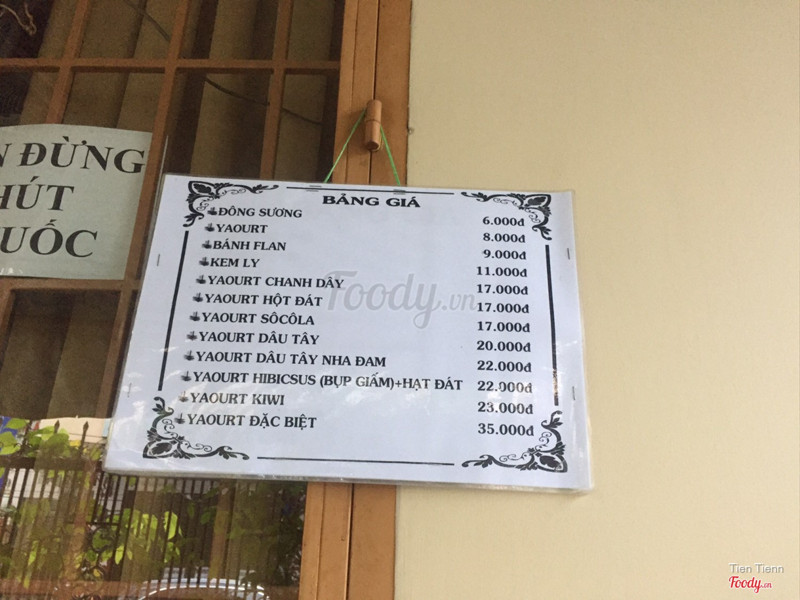 N ĐỪNG
HÚT
UỐC
BẢNG GIÁ
ĐÔNG SƯƠNG 6.000đ
YAOURT 8.000đ
BÁNH FLAN 9.000đ
KEM LY 11.000đ
YAOURT CHANH DÂY 17.000đ
YAOURT HỘT ĐÁT 17.000đ
YAOURT SÔCÔLA 17.000đ
YAOURT DÂU TÂY 20.000đ
YAOURT DÂU TÂY NHA ĐAM 22.000đ
YAOURT HIBICSUS (BỤP GIẤM)+HẠT ĐÁT 22.000đ
YAOURT KIWI 23.000đ
YAOURT ĐẶC BIỆT 35.000đ
Foody.vn
Tien Tienn
Foody.vn